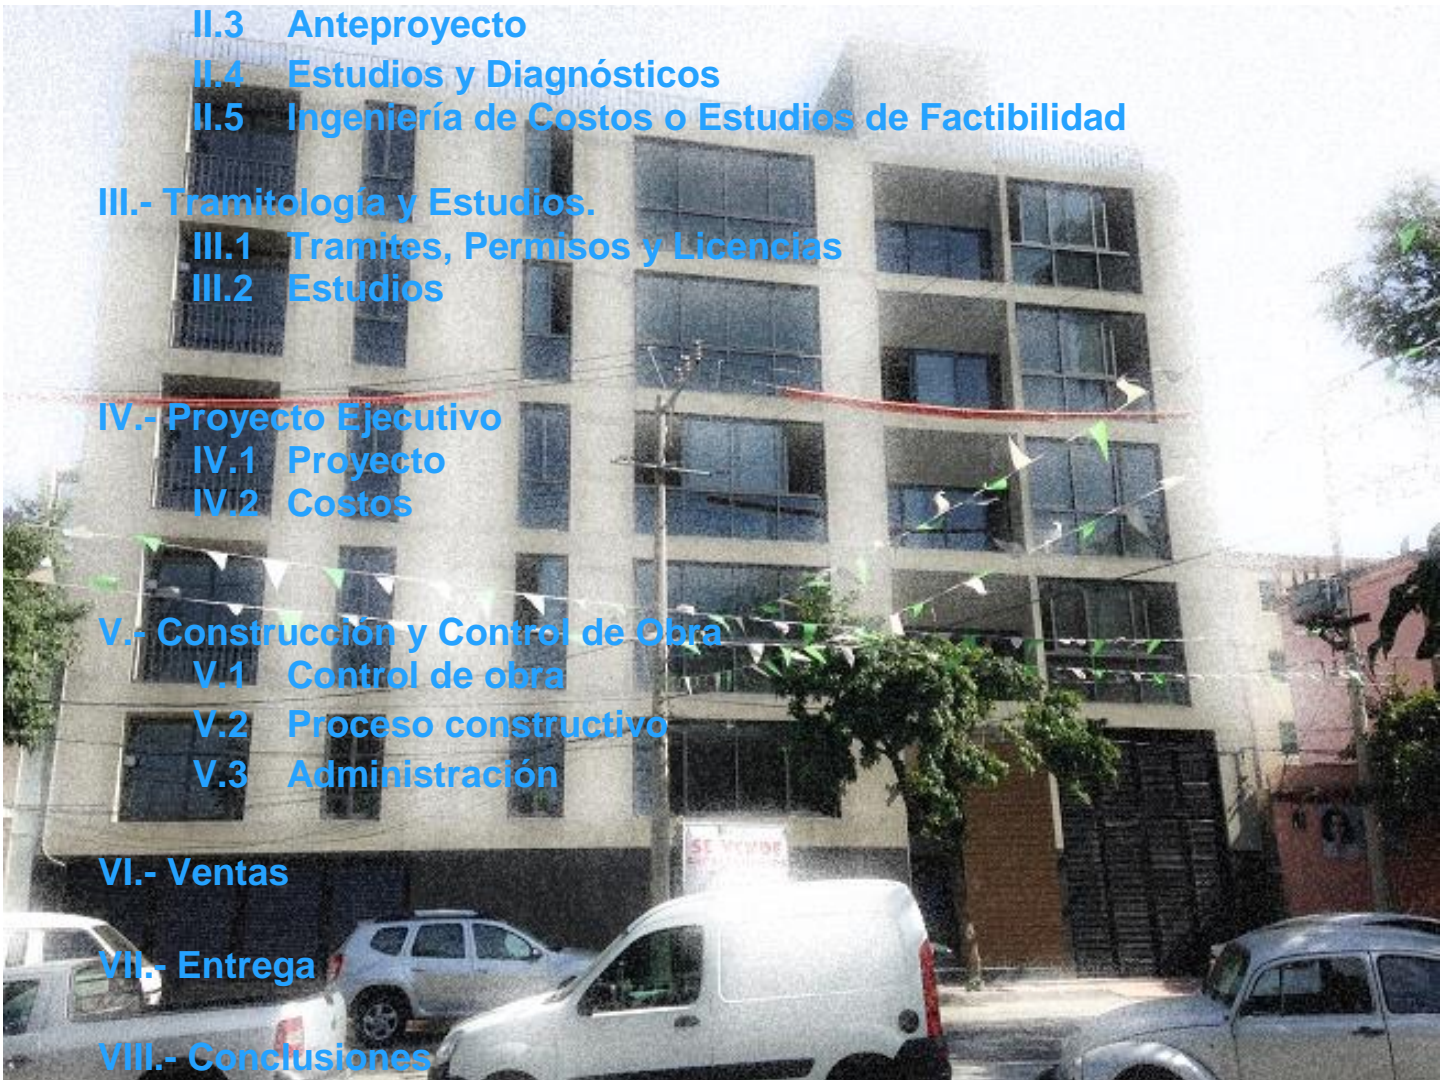 II.3 Anteproyecto
II.4 Estudios y Diagnósticos
II.5 Ingeniería de Costos o Estudios de Factibilidad
III.- Tramitología y Estudios.
III.1 Tramites, Permisos y Licencias
III.2 Estudios
IV.- Proyecto Ejecutivo
IV.1 Proyecto
IV.2 Costos
V.- Construcción y Control de Obra
V.1 Control de obra
V.2 Proceso constructivo
V.3 Administración
SE VENDE
VI.- Ventas
VII.- Entrega
VIII.- Conclusiones